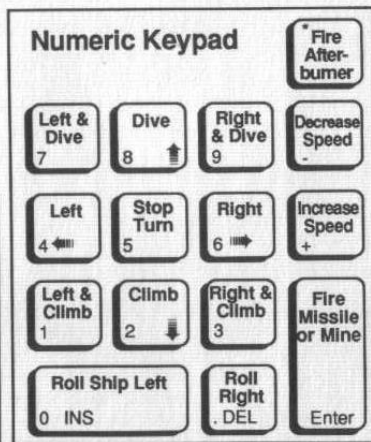 Numeric Keypad
*
Fire
After-
burner
Left &
Dive
7
Dive
8
Right
& Dive
9
Decrease
Speed
-
Left
4
Stop
Turn
5
Right
6
Increase
Speed
+
Left &
Climb
1
Climb
2
Right &
Climb
3
Fire
Missile
or Mine
Enter
Roll Ship Left
0 INS
Roll
Right
. DEL